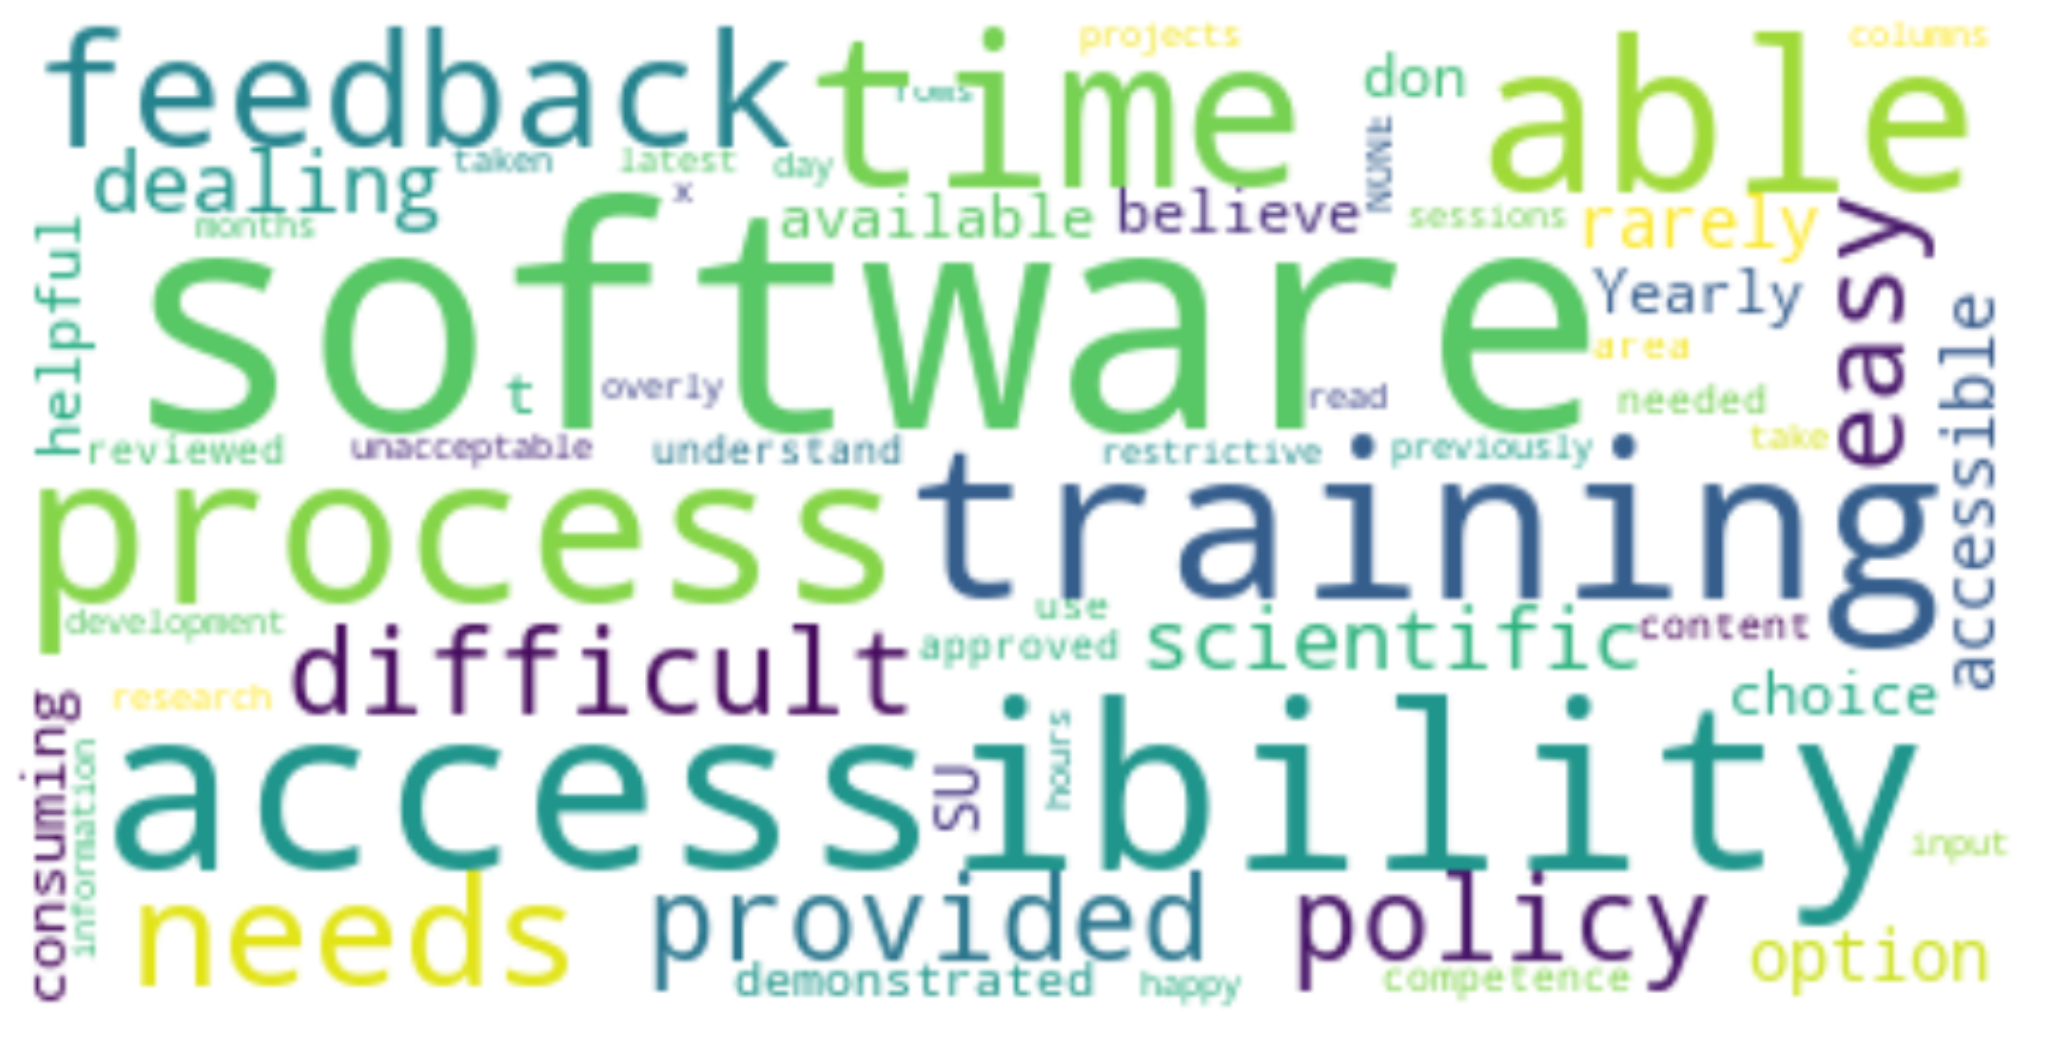 feedback
time
projects
columns
don
able
rows
NONE
dealing
taken
latest
day
x
months
available
believe
sessions
rarely
helpful
software
Yearly
easy
area
accessible
t
overly
read
needed
reviewed
unacceptable
understand
restrictive
previously
take
process
training
development
use
difficult
approved
scientific
content
research
choice
consuming
information
accessibility
SU
hours
input
needs
provided
policy
option
demonstrated
happy
competence